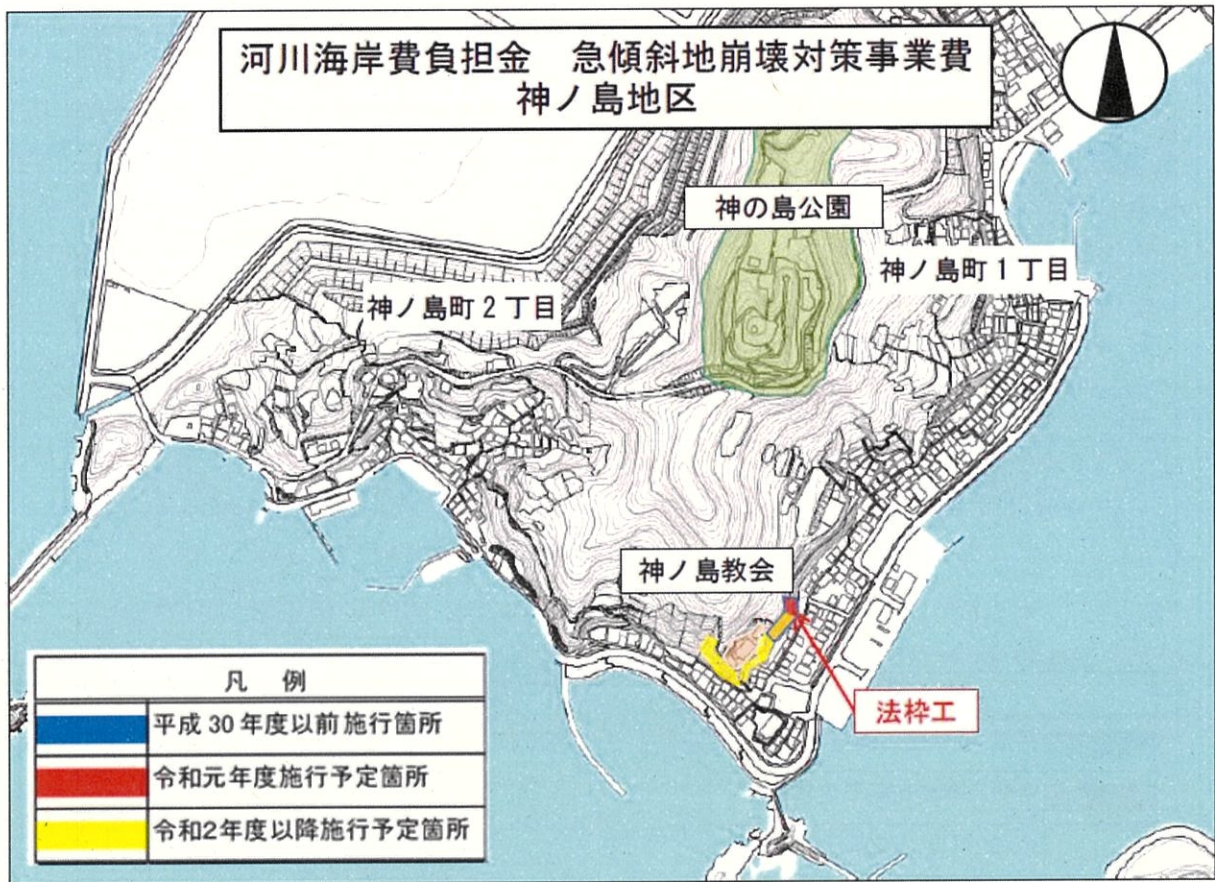 河川海岸費負担金　急傾斜地崩壊対策事業費
神ノ島地区
神の島公園
神ノ島町1丁目
神ノ島町2丁目
神ノ島教会
法枠工
凡　例
平成30年度以前施行箇所
令和元年度施行予定箇所
令和2年度以降施行予定箇所